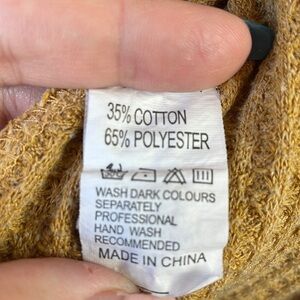 35% COTTON
65% POLYESTER
WASH DARK COLOURS
SEPARATELY
PROFESSIONAL
HAND WASH
RECOMMENDED
MADE IN CHINA